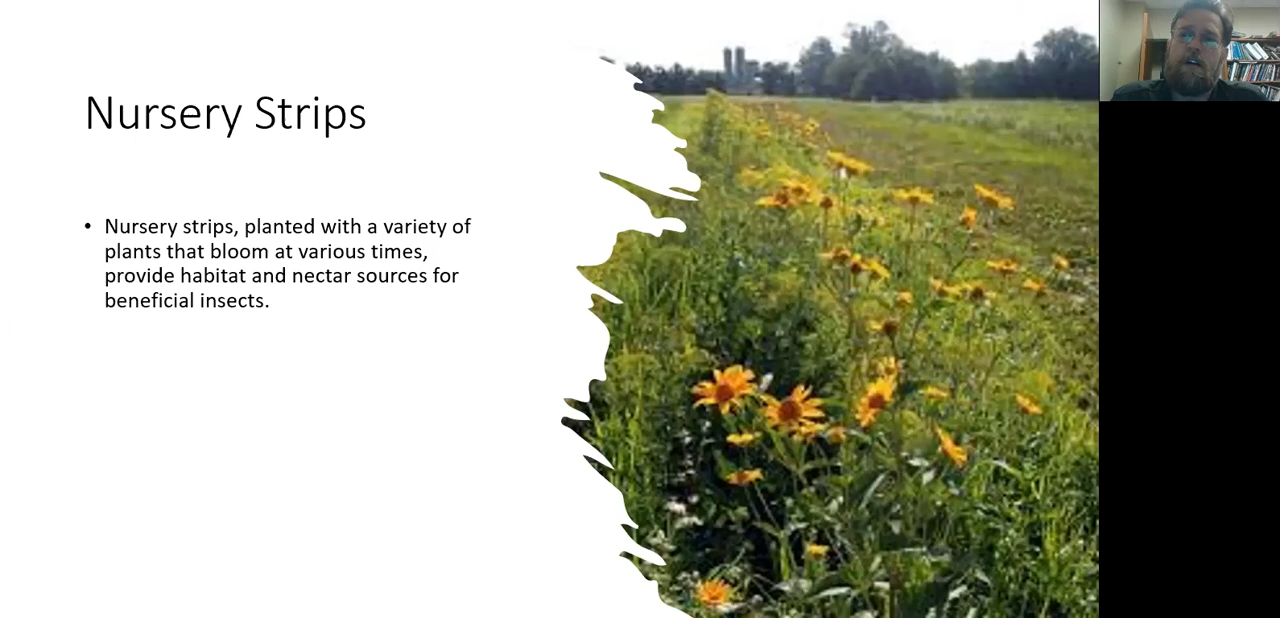 Nursery Strips
• Nursery strips, planted with a variety of
plants that bloom at various times,
provide habitat and nectar sources for
beneficial insects.